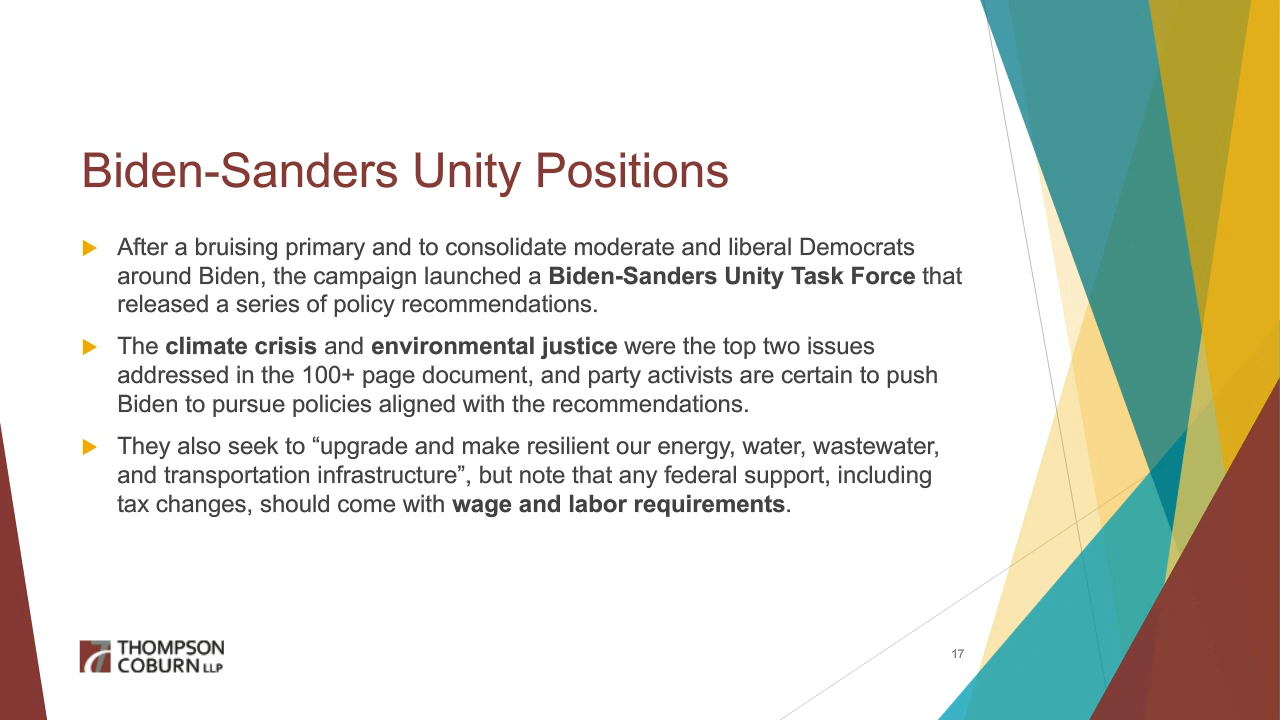 Biden-Sanders Unity Positions
After a bruising primary and to consolidate moderate and liberal Democrats
around Biden, the campaign launched a Biden-Sanders Unity Task Force that
released a series of policy recommendations.
The climate crisis and environmental justice were the top two issues
addressed in the 100+ page document, and party activists are certain to push
Biden to pursue policies aligned with the recommendations.
They also seek to “upgrade and make resilient our energy, water, wastewater,
and transportation infrastructure”, but note that any federal support, including
tax changes, should come with wage and labor requirements.
THOMPSON
COBURN LLP
17